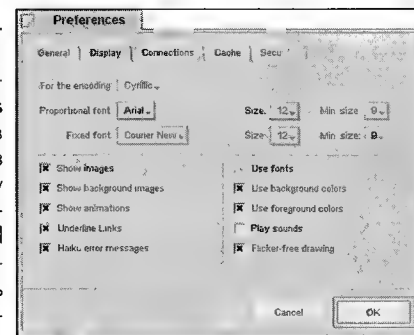 Preferences
General Display Connections Cache Secu
For the encoding Cyrillic
Proportional font Arial Size: 12 Min size 9
Fixed font Courier New Size: 12 Min size: 9
Show images Use fonts
Show background images Use background colors
Show animations Use foreground colors
Underline Links Play sounds
Haiku error messages Flicker-free drawing
Cancel OK